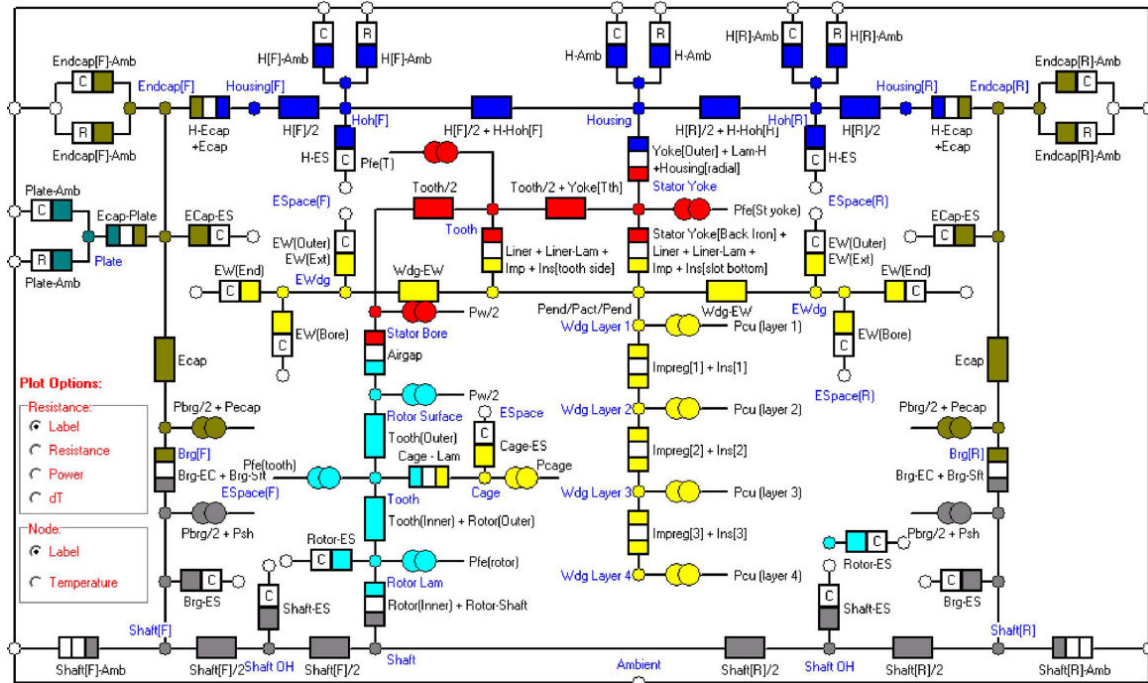 C
R
C
R
C
R
H[F]-Amb
H[F]-Amb
H-Amb
H-Amb
H[R]-Amb
H[R]-Amb
Endcap[F]-Amb
Endcap[R]-Amb
C
C
Endcap[F]
Housing[F]
Housing[R]
Endcap[R]
R
R
Hoh[F]
Housing
Hoh[R]
H-Ecap
+Ecap
H[F]/2
H[F]/2 + H-Hoh[F]
H[R]/2 + H-Hoh[R]
H[R]/2
H-Ecap
+Ecap
Endcap[F]-Amb
Endcap[R]-Amb
C
H-ES
Pfe(T)
Yoke[Outer] + Lam-H
+Housing[radial]
C
H-ES
Stator Yoke
ESpace(F)
ESpace(R)
Plate-Amb
C
Ecap-Plate
ECap-ES
C
Tooth/2
Tooth/2 + Yoke[Tth]
Pfe(St yoke)
ECap-ES
C
Plate
R
Plate-Amb
C
EW(Outer)
EW(Ext)
Tooth
Liner + Liner-Lam +
Imp + Ins[tooth side]
Stator Yoke[Back Iron] +
Liner + Liner-Lam +
Imp + Ins[slot bottom]
C
EW(Outer)
EW(Ext)
EW(End)
C
EWdg
Wdg-EW
Pend/Pact/Pend
Wdg-EW
EWdg
EW(End)
C
Pw/2
Stator Bore
Wdg Layer 1
Pcu (layer 1)
C
EW(Bore)
C
EW(Bore)
Airgap
Ecap
Impreg[1] + Ins[1]
Ecap
ESpace(R)
Plot Options:
Resistance:
Label
Resistance
Power
dT
Node:
Label
Temperature
Pw/2
Rotor Surface
ESpace
Wdg Layer 2
Pcu (layer 2)
Pbrg/2 + Pecap
Pbrg/2 + Pecap
Tooth(Outer)
C
Cage-ES
Brg[F]
Brg[R]
Brg-EC + Brg-Sft
Brg-EC + Brg-Sft
Cage - Lam
Impreg[2] + Ins[2]
Pfe(tooth)
Pcage
ESpace(F)
Tooth
Cage
Wdg Layer 3
Pcu (layer 3)
Tooth(Inner) + Rotor(Outer)
Pbrg/2 + Psh
Pbrg/2 + Psh
Impreg[3] + Ins[3]
Rotor-ES
C
Pfe(rotor)
Rotor-ES
C
Rotor Lam
Wdg Layer 4
Pcu (layer 4)
C
Brg-ES
C
Shaft-ES
Rotor(Inner) + Rotor-Shaft
C
Shaft-ES
C
Brg-ES
Shaft[F]
Shaft[R]
Shaft[F]-Amb
Shaft[F]/2
Shaft OH
Shaft[F]/2
Shaft
Ambient
Shaft[R]/2
Shaft OH
Shaft[R]/2
Shaft[R]-Amb